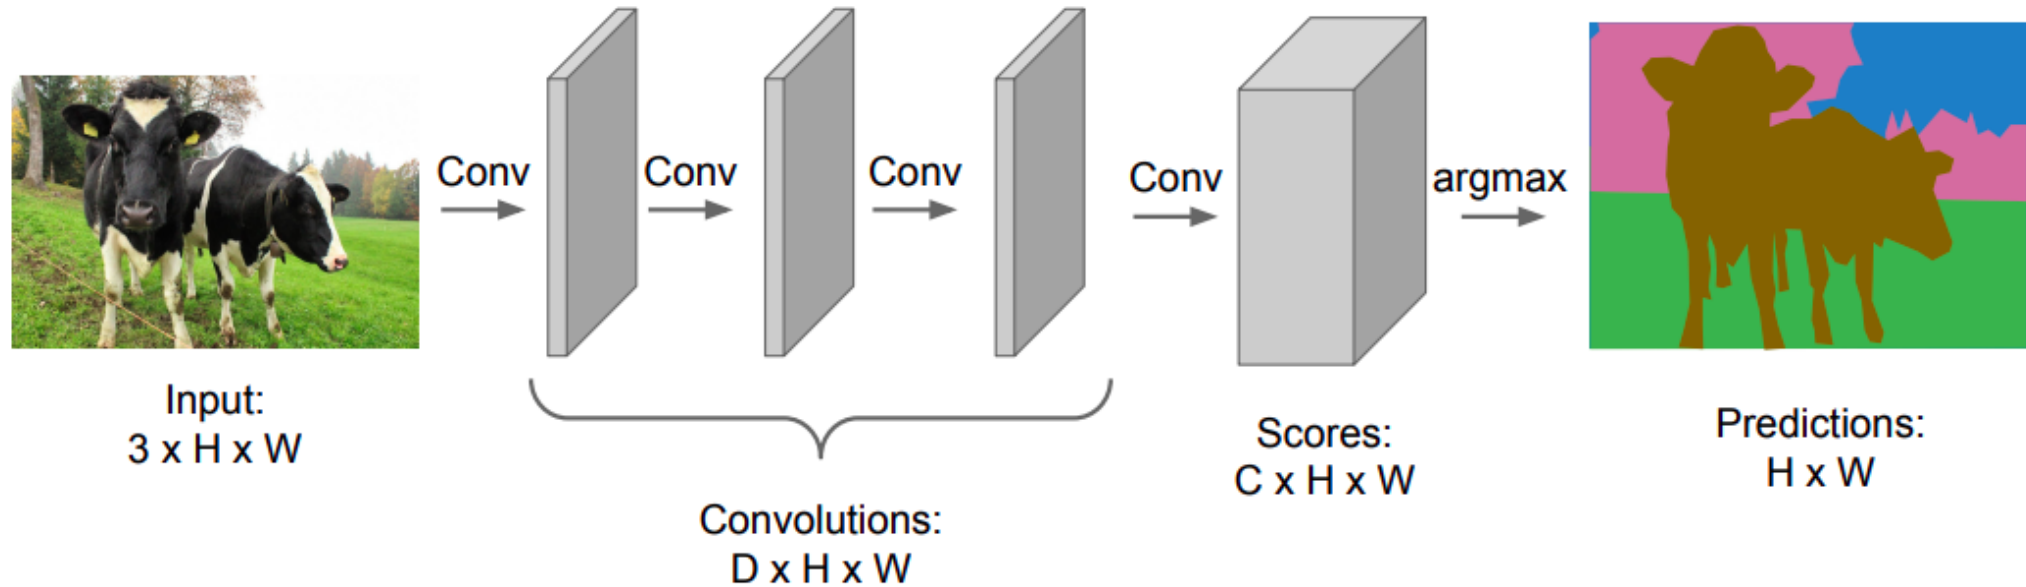 Conv
Conv
Conv
Conv
argmax
Input:
3 x H x W
Convolutions:
D x H x W
Scores:
C x H x W
Predictions:
H x W